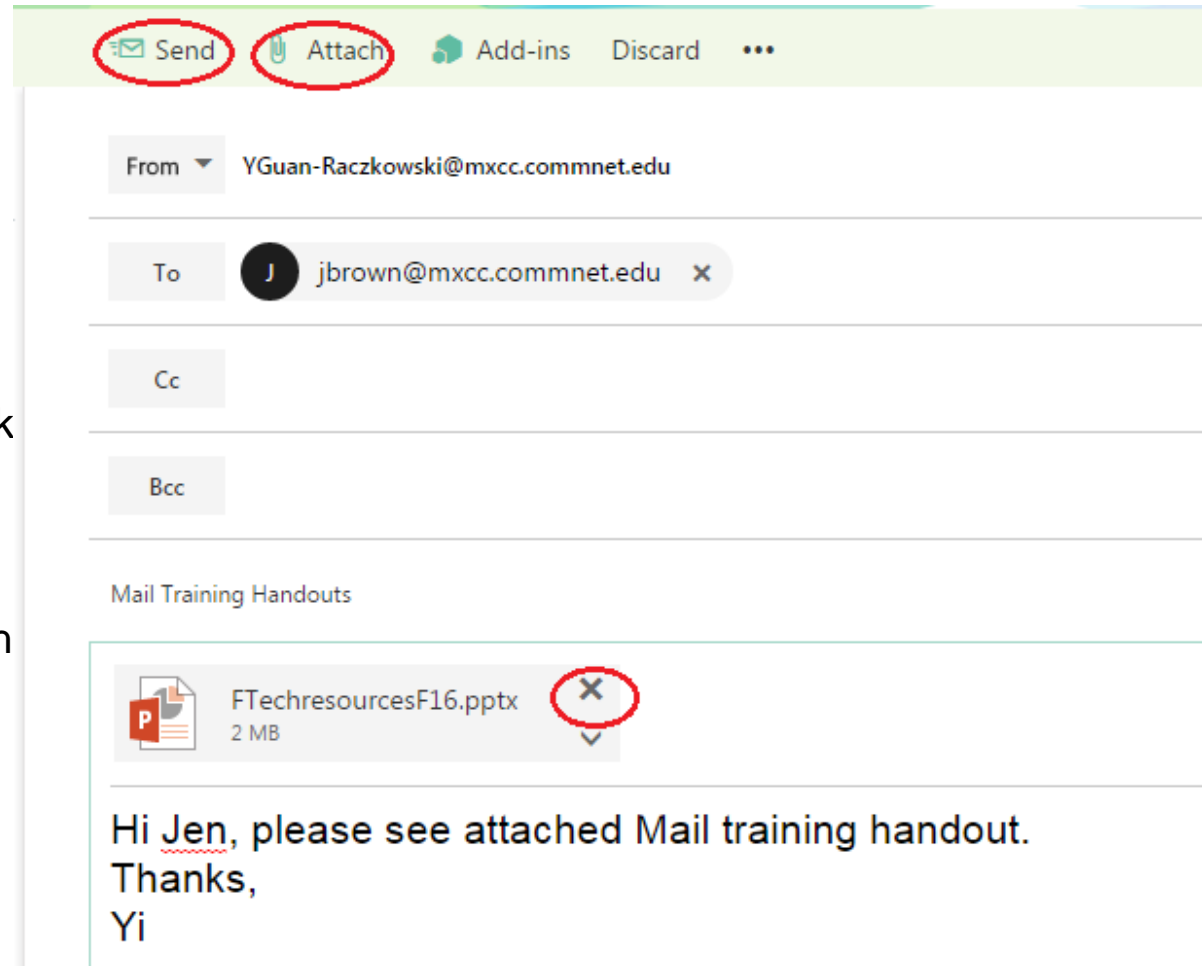 Send Attach Add-ins Discard •••
From YGuan-Raczkowski@mxcc.commnet.edu
To J jbrown@mxcc.commnet.edu ×
Cc
k
Bcc
Mail Training Handouts
n
P FTechresourcesF16.pptx ×
2 MB
Hi Jen, please see attached Mail training handout.
Thanks,
Yi